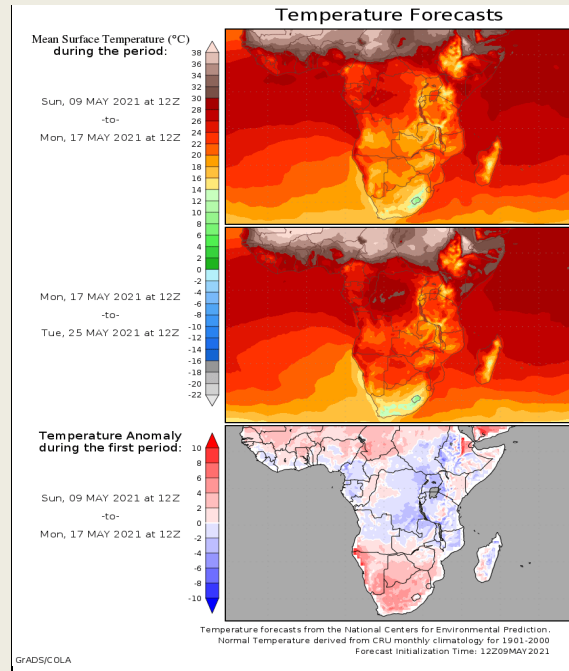 Temperature Forecasts
Mean Surface Temperature (°C)
during the period:
38
36
34
32
30
28
26
24
22
20
18
16
14
12
10
8
6
4
2
0
-2
-4
-6
-8
-10
-12
-14
-16
-18
-20
-22
Sun, 09 MAY 2021 at 12Z
-to-
Mon, 17 MAY 2021 at 12Z
Mon, 17 MAY 2021 at 12Z
-to-
Tue, 25 MAY 2021 at 12Z
Temperature Anomaly
during the first period:
10
8
6
4
2
0
-2
-4
-6
-8
-10
Sun, 09 MAY 2021 at 12Z
-to-
Mon, 17 MAY 2021 at 12Z
Temperature forecasts from the National Centers for Environmental Prediction.
Normal Temperature derived from CRU monthly climatology for 1901-2000
Forecast Initialization Time: 12Z09MAY2021
GrADS/COLA